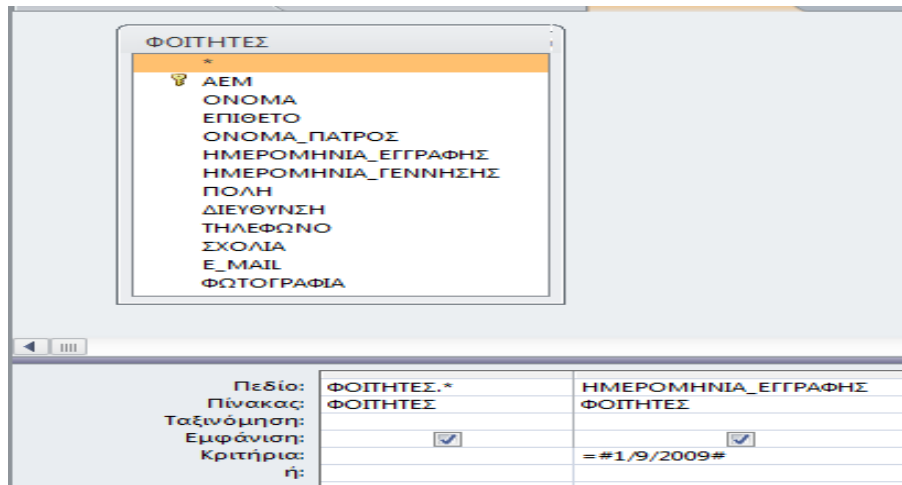 ΦΟΙΤΗΤΕΣ
*
ΑΕΜ
ΟΝΟΜΑ
ΕΠΙΘΕΤΟ
ΟΝΟΜΑ_ΠΑΤΡΟΣ
ΗΜΕΡΟΜΗΝΙΑ_ΕΓΓΡΑΦΗΣ
ΗΜΕΡΟΜΗΝΙΑ_ΓΕΝΝΗΣΗΣ
ΠΟΛΗ
ΔΙΕΥΘΥΝΣΗ
ΤΗΛΕΦΩΝΟ
ΣΧΟΛΙΑ
E_MAIL
ΦΩΤΟΓΡΑΦΙΑ
Πεδίο: ΦΟΙΤΗΤΕΣ.* ΗΜΕΡΟΜΗΝΙΑ_ΕΓΓΡΑΦΗΣ
Πίνακας: ΦΟΙΤΗΤΕΣ ΦΟΙΤΗΤΕΣ
Ταξινόμηση:
Εμφάνιση:
Κριτήρια: =#1/9/2009#
ή: